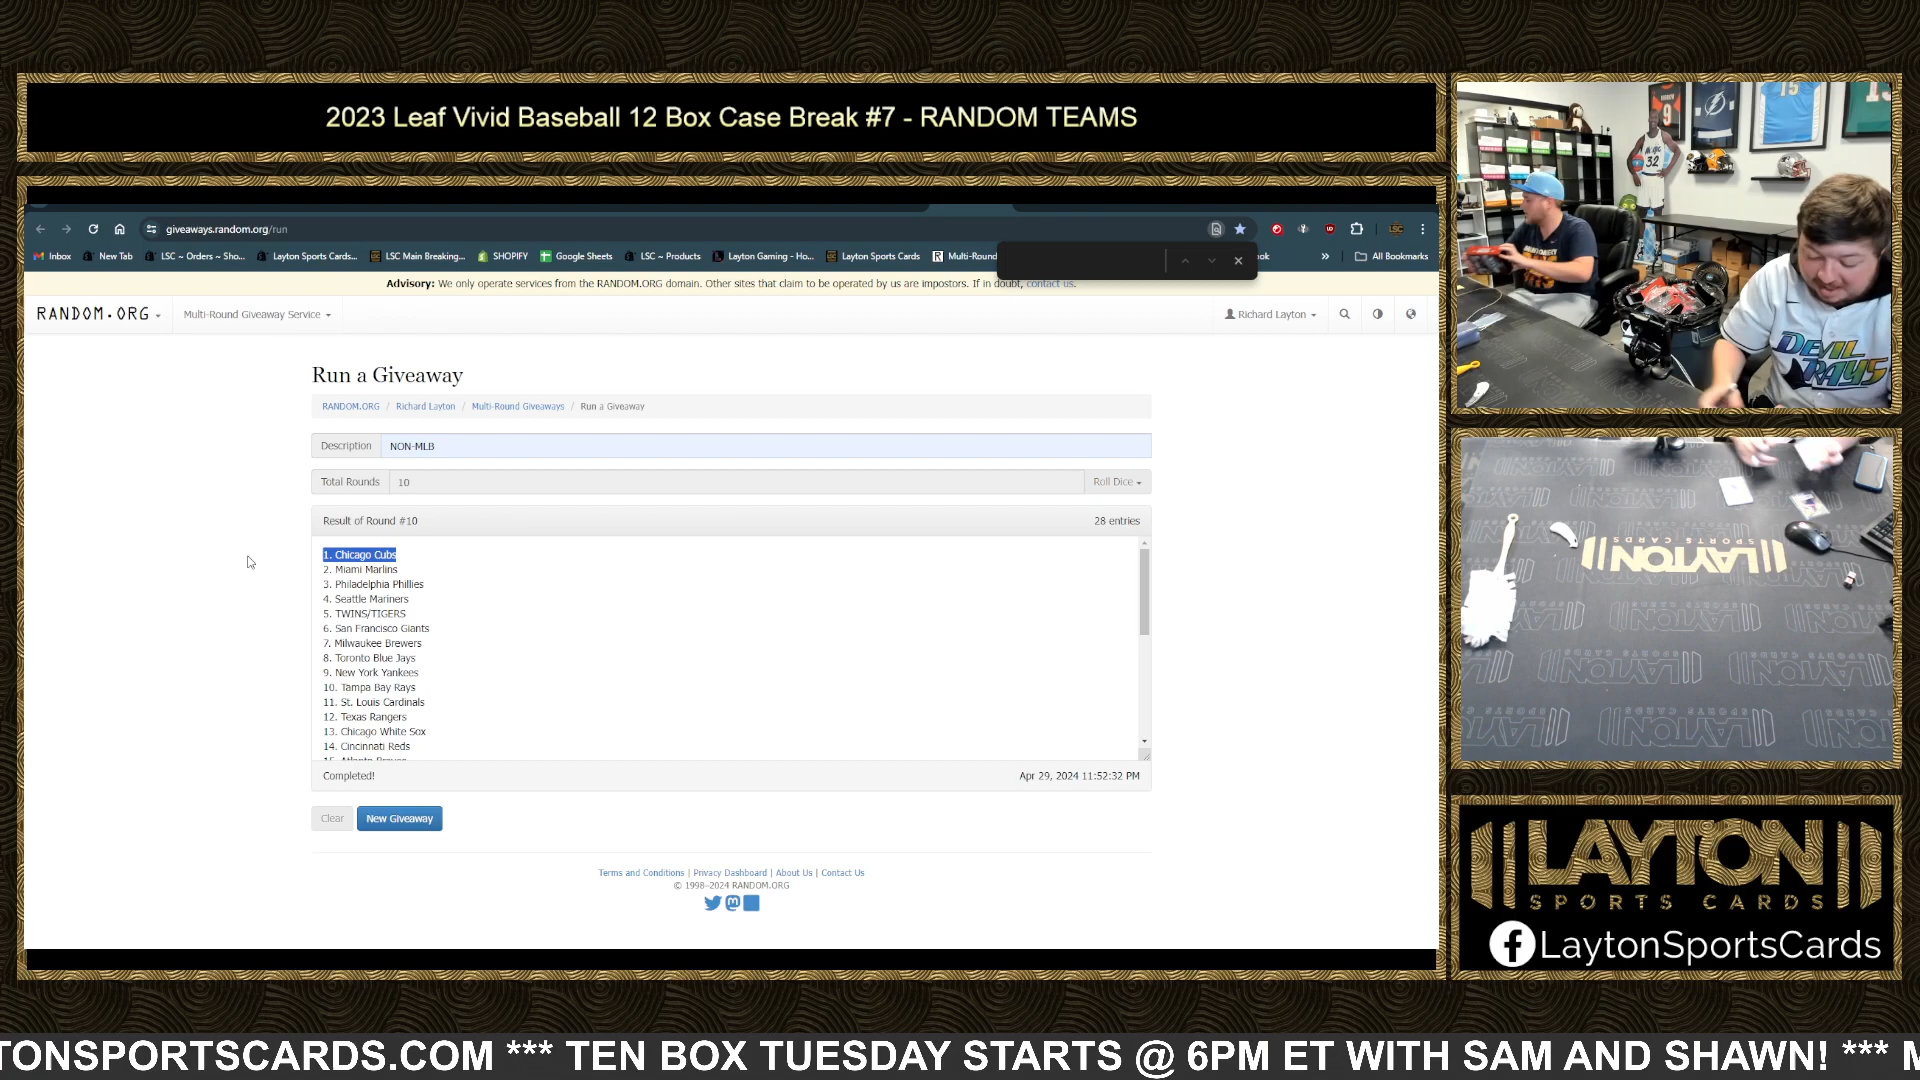 2023 Leaf Vivid Baseball 12 Box Case Break #7 - RANDOM TEAMS
giveaways.random.org/run
Inbox
New Tab
LSC ~ Orders ~ Sho...
Layton Sports Cards...
LSC Main Breaking...
SHOPIFY
Google Sheets
LSC ~ Products
Layton Gaming - Ho...
Layton Sports Cards
Multi-Round
ok
»
All Bookmarks
Advisory: We only operate services from the RANDOM.ORG domain. Other sites that claim to be operated by us are impostors. If in doubt, contact us.
RANDOM.ORG
Multi-Round Giveaway Service
Richard Layton
Run a Giveaway
RANDOM.ORG / Richard Layton / Multi-Round Giveaways / Run a Giveaway
Description NON-MLB
Total Rounds 10 Roll Dice
Result of Round #10 28 entries
1. Chicago Cubs
2. Miami Marlins
3. Philadelphia Phillies
4. Seattle Mariners
5. TWINS/TIGERS
6. San Francisco Giants
7. Milwaukee Brewers
8. Toronto Blue Jays
9. New York Yankees
10. Tampa Bay Rays
11. St. Louis Cardinals
12. Texas Rangers
13. Chicago White Sox
14. Cincinnati Reds
Completed! Apr 29, 2024 11:52:32 PM
Clear New Giveaway
Terms and Conditions | Privacy Dashboard | About Us | Contact Us
© 1998–2024 RANDOM.ORG
15
32
DEVIL
RAYS
LAYTON
SPORTS CARDS
LAYTON
SPORTS CARDS
LaytonSportsCards
TONSPORTSCARDS.COM *** TEN BOX TUESDAY STARTS @ 6PM ET WITH SAM AND SHAWN! ***